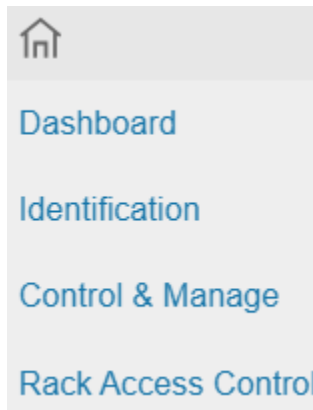 Dashboard
Identification
Control & Manage
Rack Access Control